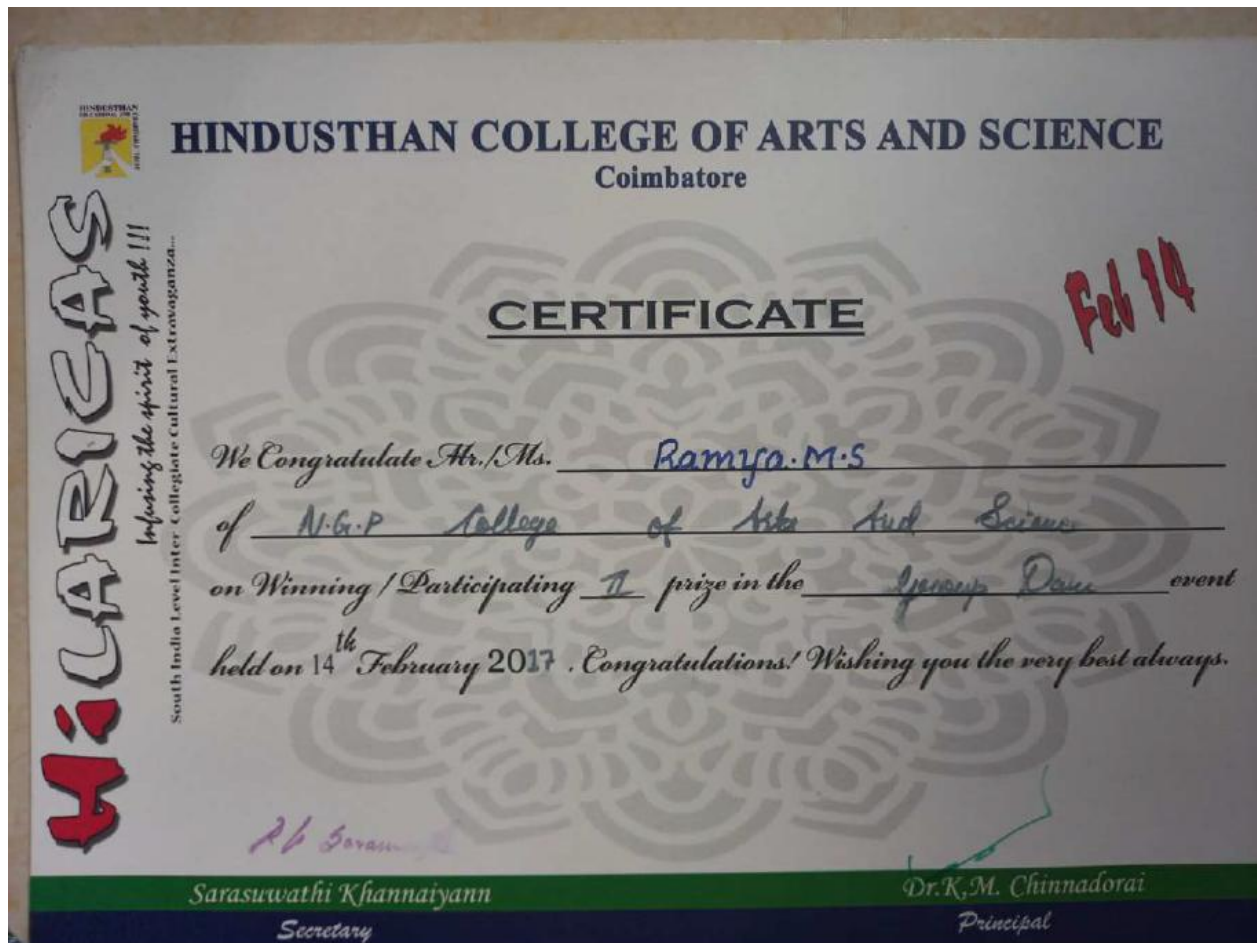 HINDUSTHAN
HINDUSTHAN COLLEGE OF ARTS AND SCIENCE
Coimbatore
HiLARICAS
Infusing the spirit of youth !!!
South India Level Inter Collegiate Cultural Extravaganza...
CERTIFICATE
Feb 14
We Congratulate Mr./Ms. Ramya.M.S
of N.G.P College of Arts And Science
on Winning / Participating II prize in the event
held on 14th February 2017. Congratulations! Wishing you the very best always.
Sarasuwathi Khannaiyann
Secretary
Dr.K.M. Chinnadorai
Principal